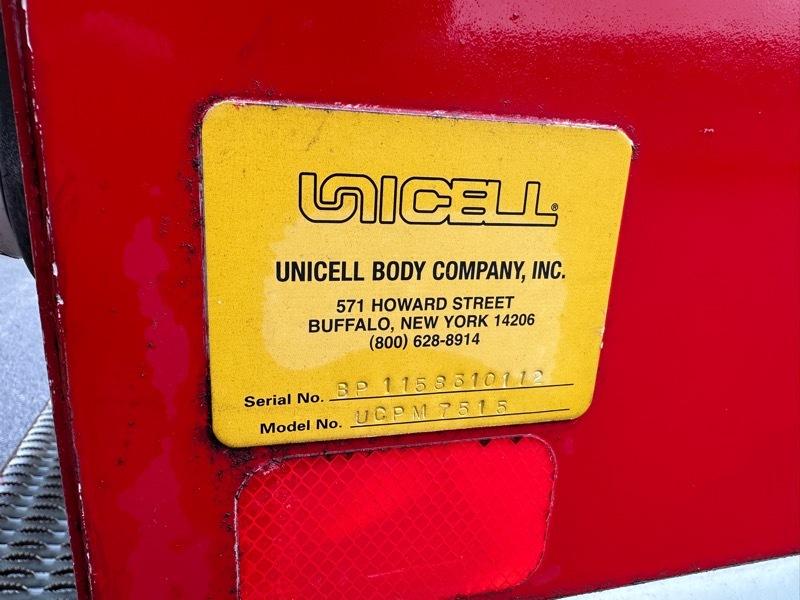 UNICELL®
UNICELL BODY COMPANY, INC.
571 HOWARD STREET
BUFFALO, NEW YORK 14206
(800) 628-8914
Serial No. BP 1158310112
Model No. UCPM 7515